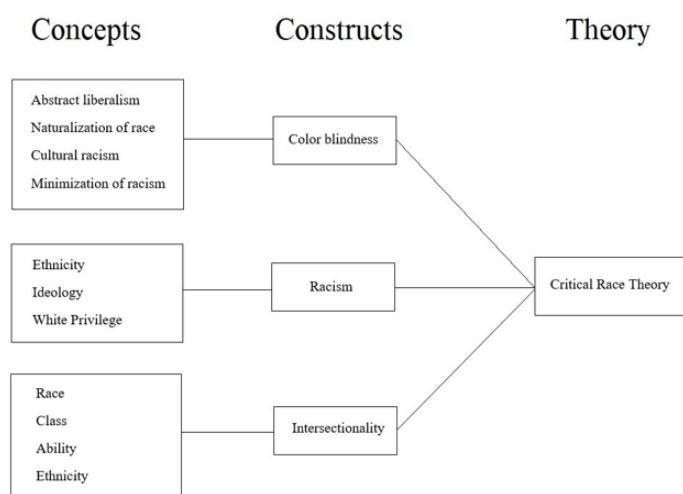 Concepts
Constructs
Theory
Abstract liberalism
Naturalization of race
Cultural racism
Minimization of racism
Color blindness
Ethnicity
Ideology
White Privilege
Racism
Critical Race Theory
Race
Class
Ability
Ethnicity
Intersectionality